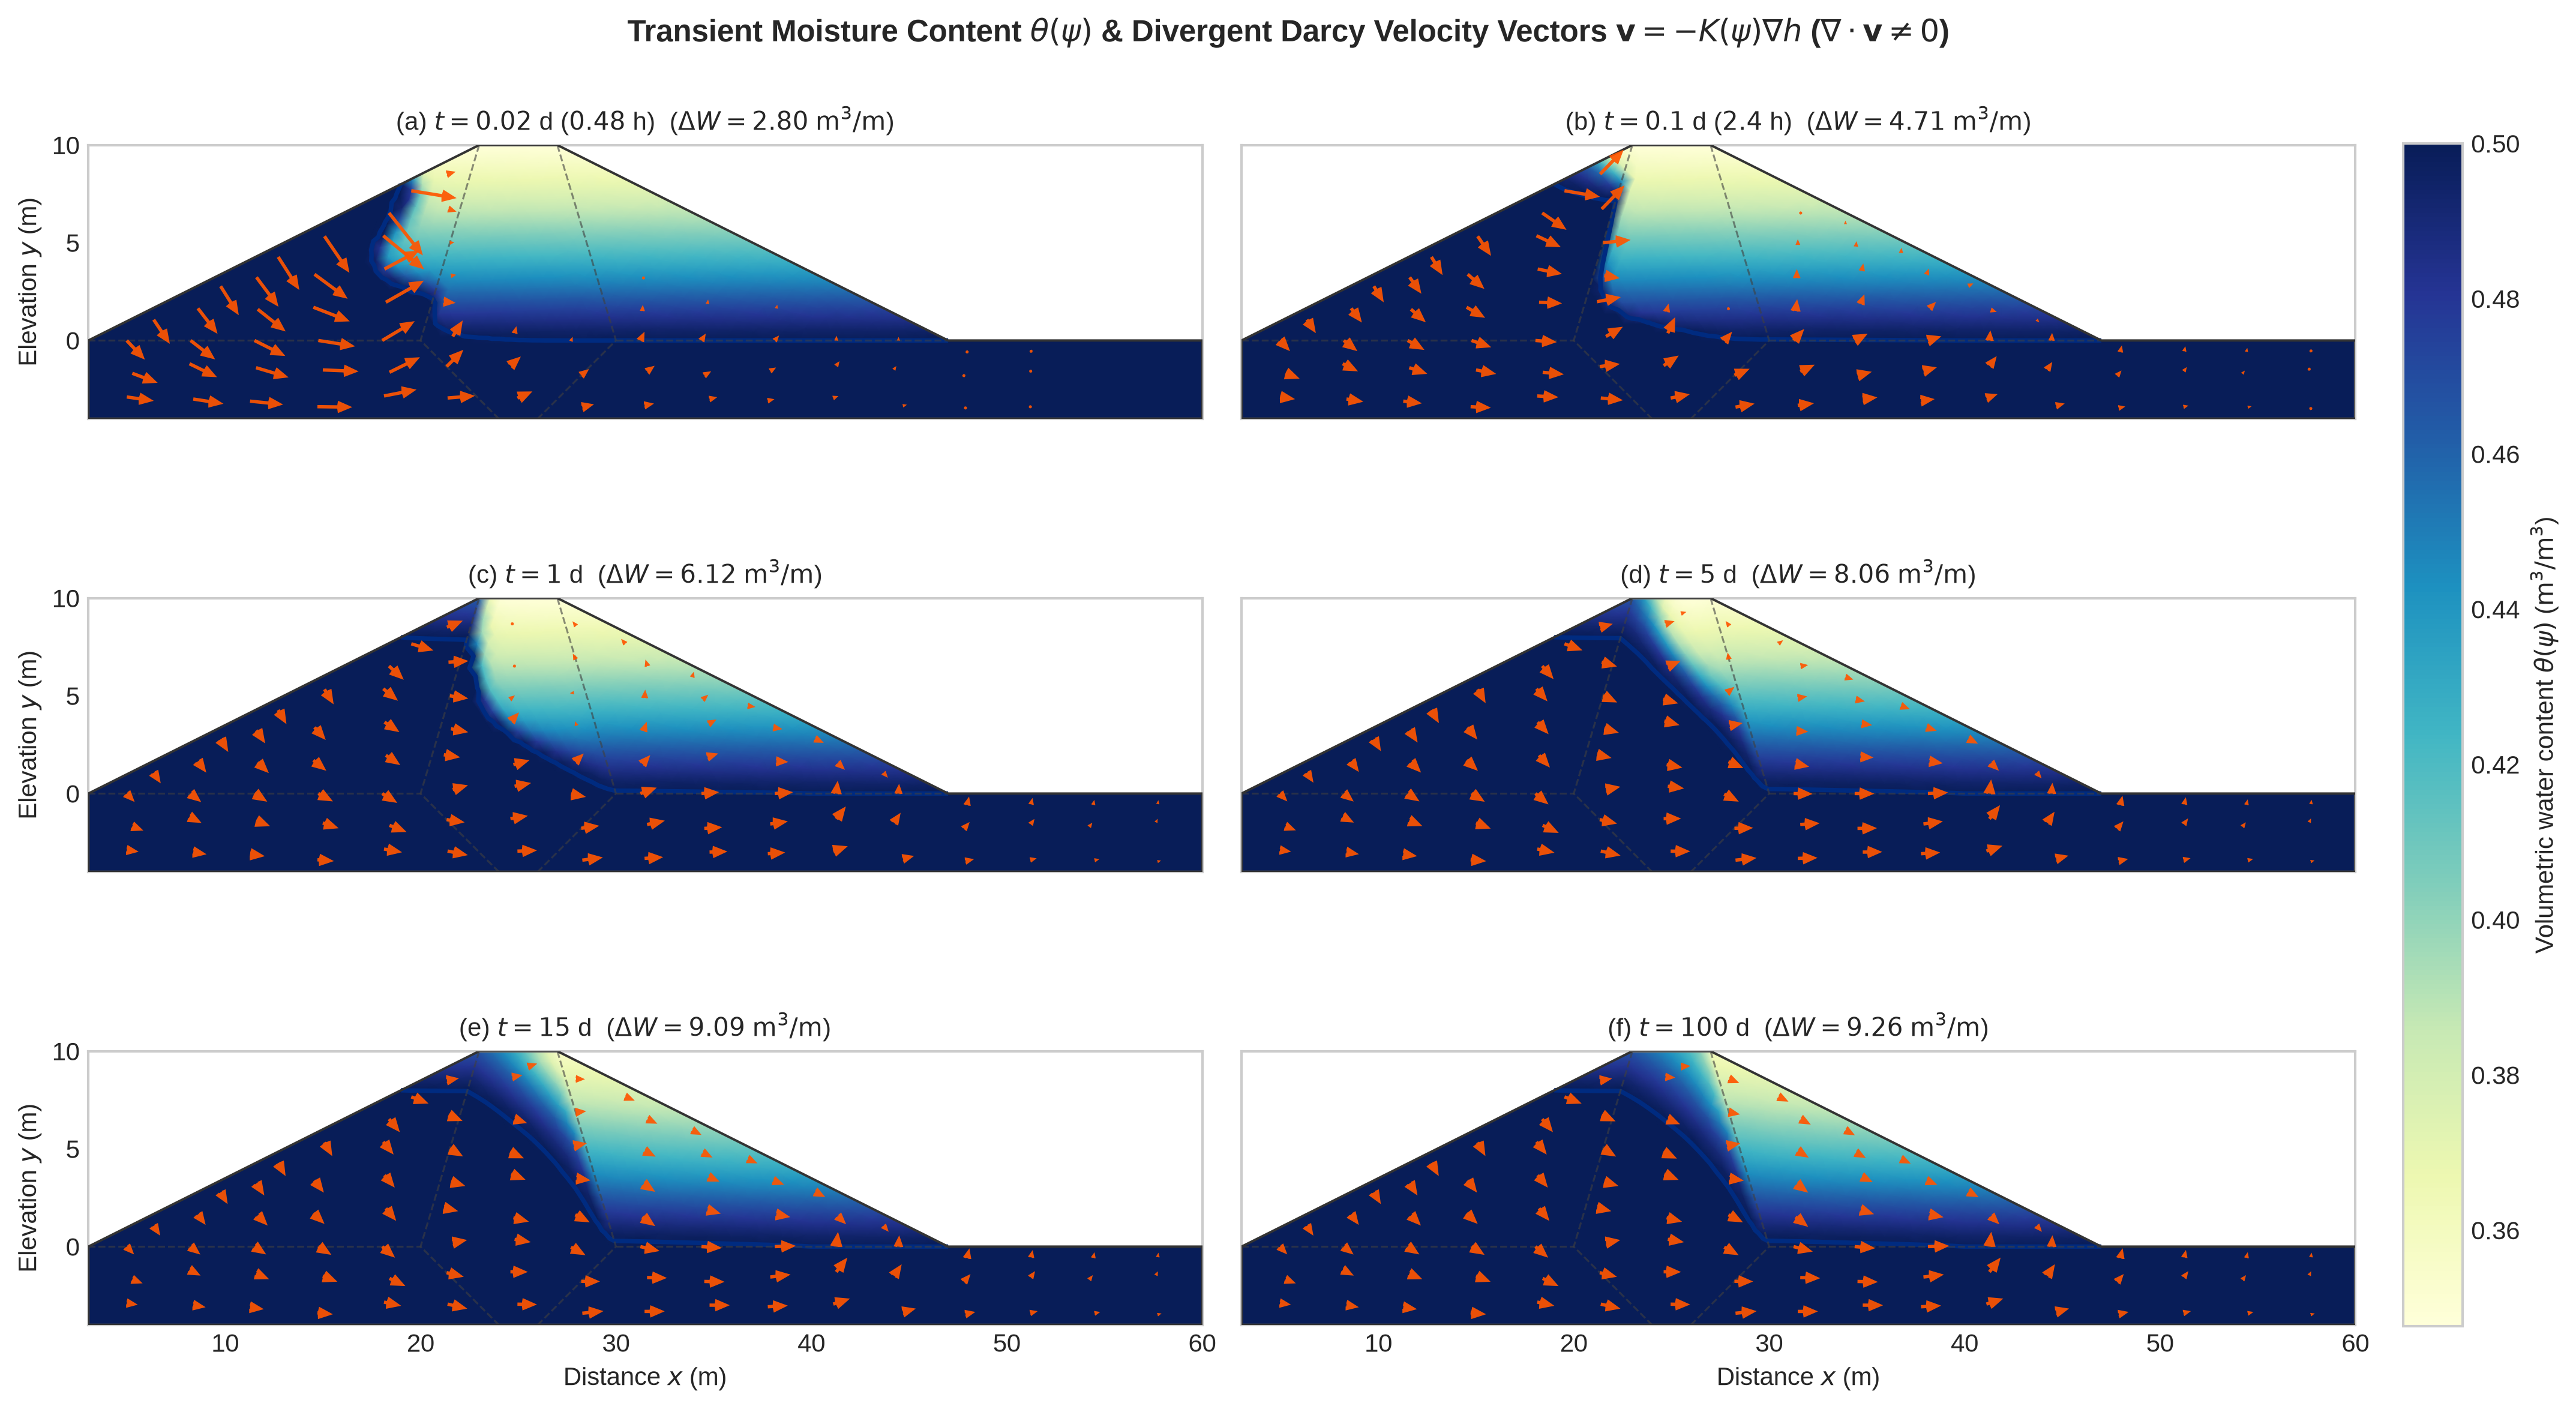 Transient Moisture Content θ(ψ) & Divergent Darcy Velocity Vectors v = −K(ψ)∇h (∇ · v ≠ 0)
(a) t = 0.02 d (0.48 h)  (ΔW = 2.80 m³/m)
(b) t = 0.1 d (2.4 h)  (ΔW = 4.71 m³/m)
10
5
0
Elevation y (m)
(c) t = 1 d  (ΔW = 6.12 m³/m)
(d) t = 5 d  (ΔW = 8.06 m³/m)
10
5
0
Elevation y (m)
(e) t = 15 d  (ΔW = 9.09 m³/m)
(f) t = 100 d  (ΔW = 9.26 m³/m)
10
5
0
Elevation y (m)
10 20 30 40 50 60
Distance x (m)
10 20 30 40 50 60
Distance x (m)
0.50
0.48
0.46
0.44
0.42
0.40
0.38
0.36
Volumetric water content θ(ψ) (m³/m³)